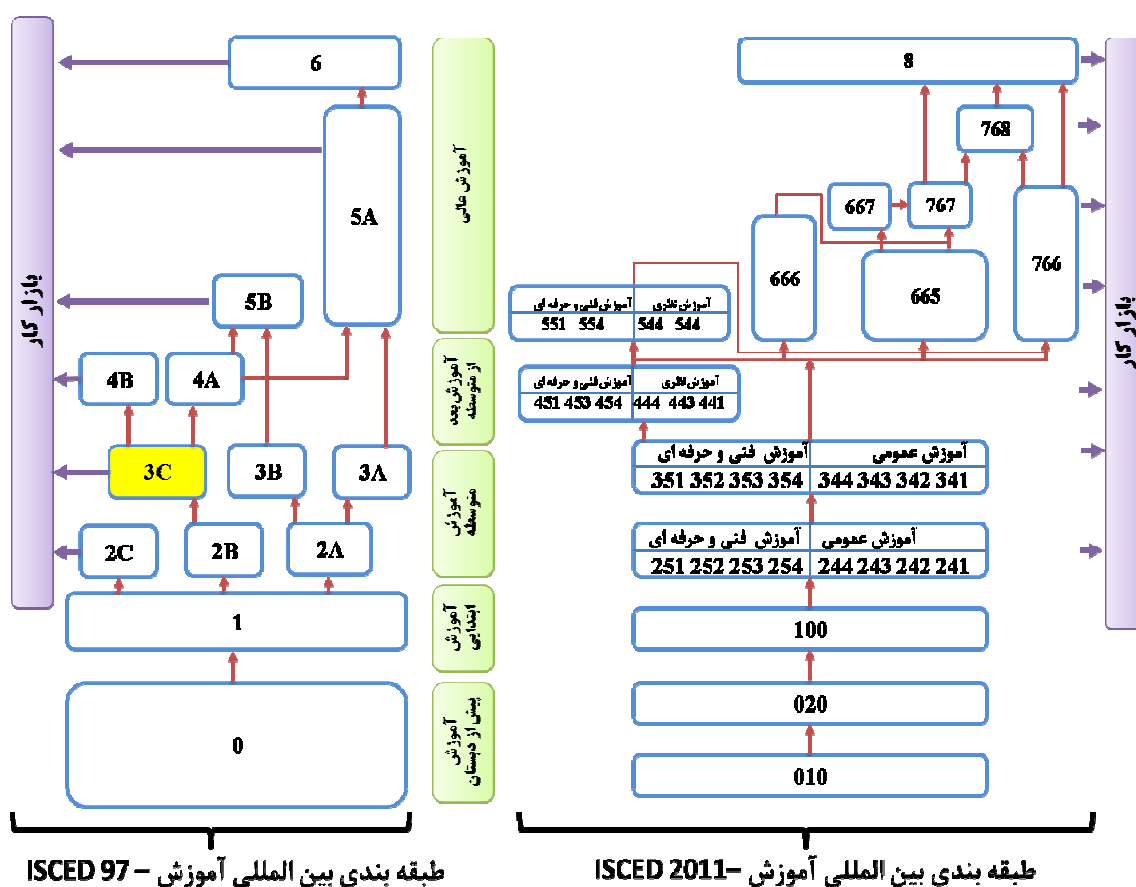 بازار کار
6
5A
5B
4B
4A
3C
3B
3A
2C
2B
2A
1
0
آموزش عالی
آموزش بعد
از متوسطه
آموزش
متوسطه
آموزش
ابتدایی
آموزش
پیش از دبستان
8
768
667
767
666
665
766
آموزش فنی و حرفه ای
آموزش نظری
551 554
544 544
آموزش فنی و حرفه ای
آموزش نظری
451 453 454
444 443 441
آموزش فنی و حرفه ای
آموزش عمومی
351 352 353 354
344 343 342 341
آموزش فنی و حرفه ای
آموزش عمومی
251 252 253 254
244 243 242 241
100
020
010
بازار کار
طبقه بندی بین المللی آموزش – ISCED 97
طبقه بندی بین المللی آموزش –ISCED 2011